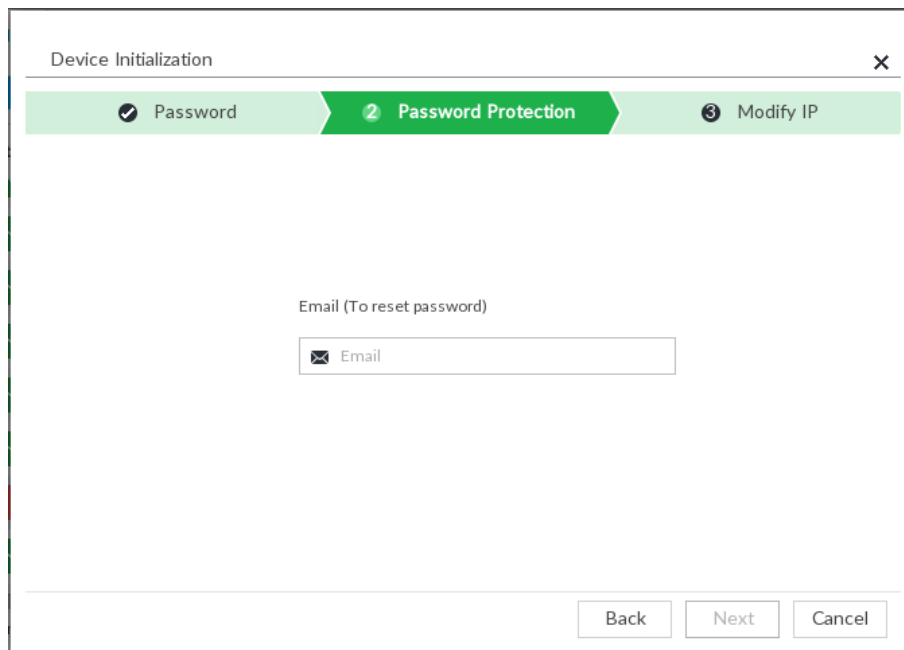 Device Initialization
Password 2 Password Protection 3 Modify IP
Email (To reset password)
Email
Back Next Cancel